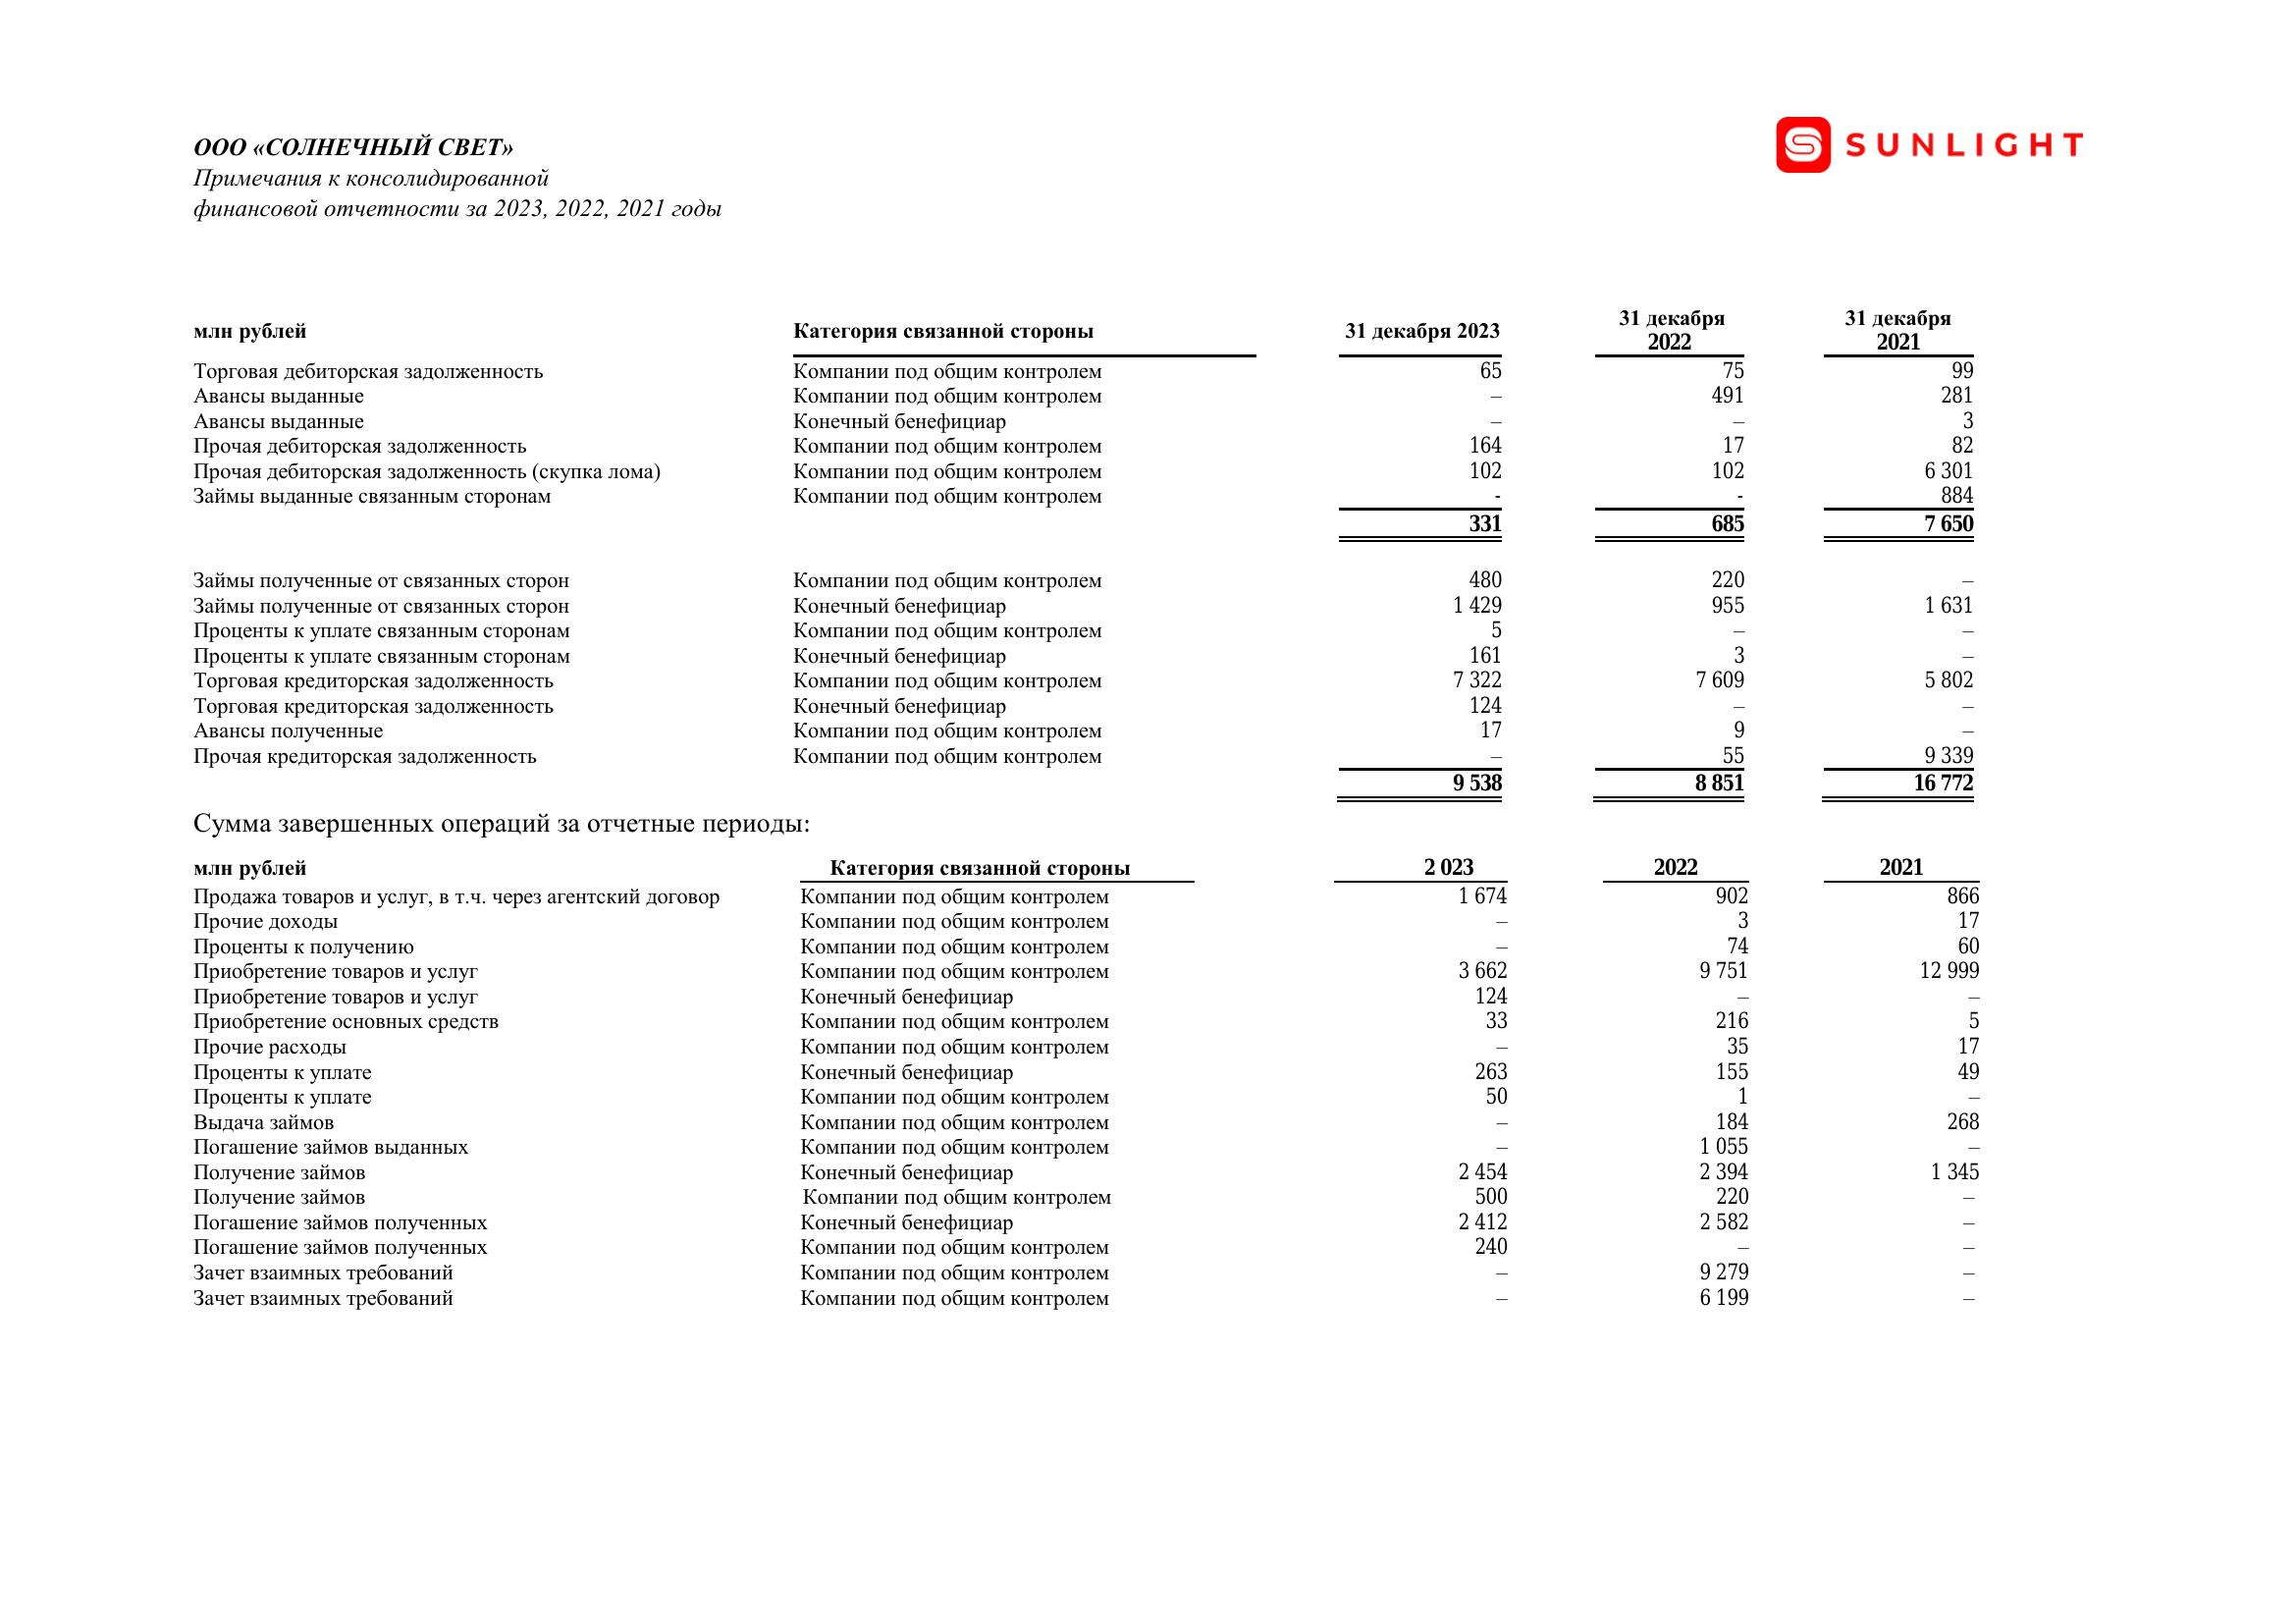 ООО «СОЛНЕЧНЫЙ СВЕТ»
Примечания к консолидированной
финансовой отчетности за 2023, 2022, 2021 годы
SUNLIGHT
млн рублей Категория связанной стороны 31 декабря 2023 31 декабря 2022 31 декабря 2021
Торговая дебиторская задолженность Компании под общим контролем 65 75 99
Авансы выданные Компании под общим контролем – 491 281
Авансы выданные Конечный бенефициар – – 3
Прочая дебиторская задолженность Компании под общим контролем 164 17 82
Прочая дебиторская задолженность (скупка лома) Компании под общим контролем 102 102 6 301
Займы выданные связанным сторонам Компании под общим контролем - - 884
331 685 7 650
Займы полученные от связанных сторон Компании под общим контролем 480 220 –
Займы полученные от связанных сторон Конечный бенефициар 1 429 955 1 631
Проценты к уплате связанным сторонам Компании под общим контролем 5 – –
Проценты к уплате связанным сторонам Конечный бенефициар 161 3 –
Торговая кредиторская задолженность Компании под общим контролем 7 322 7 609 5 802
Торговая кредиторская задолженность Конечный бенефициар 124 – –
Авансы полученные Компании под общим контролем 17 9 –
Прочая кредиторская задолженность Компании под общим контролем – 55 9 339
9 538 8 851 16 772
Сумма завершенных операций за отчетные периоды:
млн рублей Категория связанной стороны 2 023 2022 2021
Продажа товаров и услуг, в т.ч. через агентский договор Компании под общим контролем 1 674 902 866
Прочие доходы Компании под общим контролем – 3 17
Проценты к получению Компании под общим контролем – 74 60
Приобретение товаров и услуг Компании под общим контролем 3 662 9 751 12 999
Приобретение товаров и услуг Конечный бенефициар 124 – –
Приобретение основных средств Компании под общим контролем 33 216 5
Прочие расходы Компании под общим контролем – 35 17
Проценты к уплате Конечный бенефициар 263 155 49
Проценты к уплате Компании под общим контролем 50 1 –
Выдача займов Компании под общим контролем – 184 268
Погашение займов выданных Компании под общим контролем – 1 055 –
Получение займов Конечный бенефициар 2 454 2 394 1 345
Получение займов Компании под общим контролем 500 220 –
Погашение займов полученных Конечный бенефициар 2 412 2 582 –
Погашение займов полученных Компании под общим контролем 240 – –
Зачет взаимных требований Компании под общим контролем – 9 279 –
Зачет взаимных требований Компании под общим контролем – 6 199 –